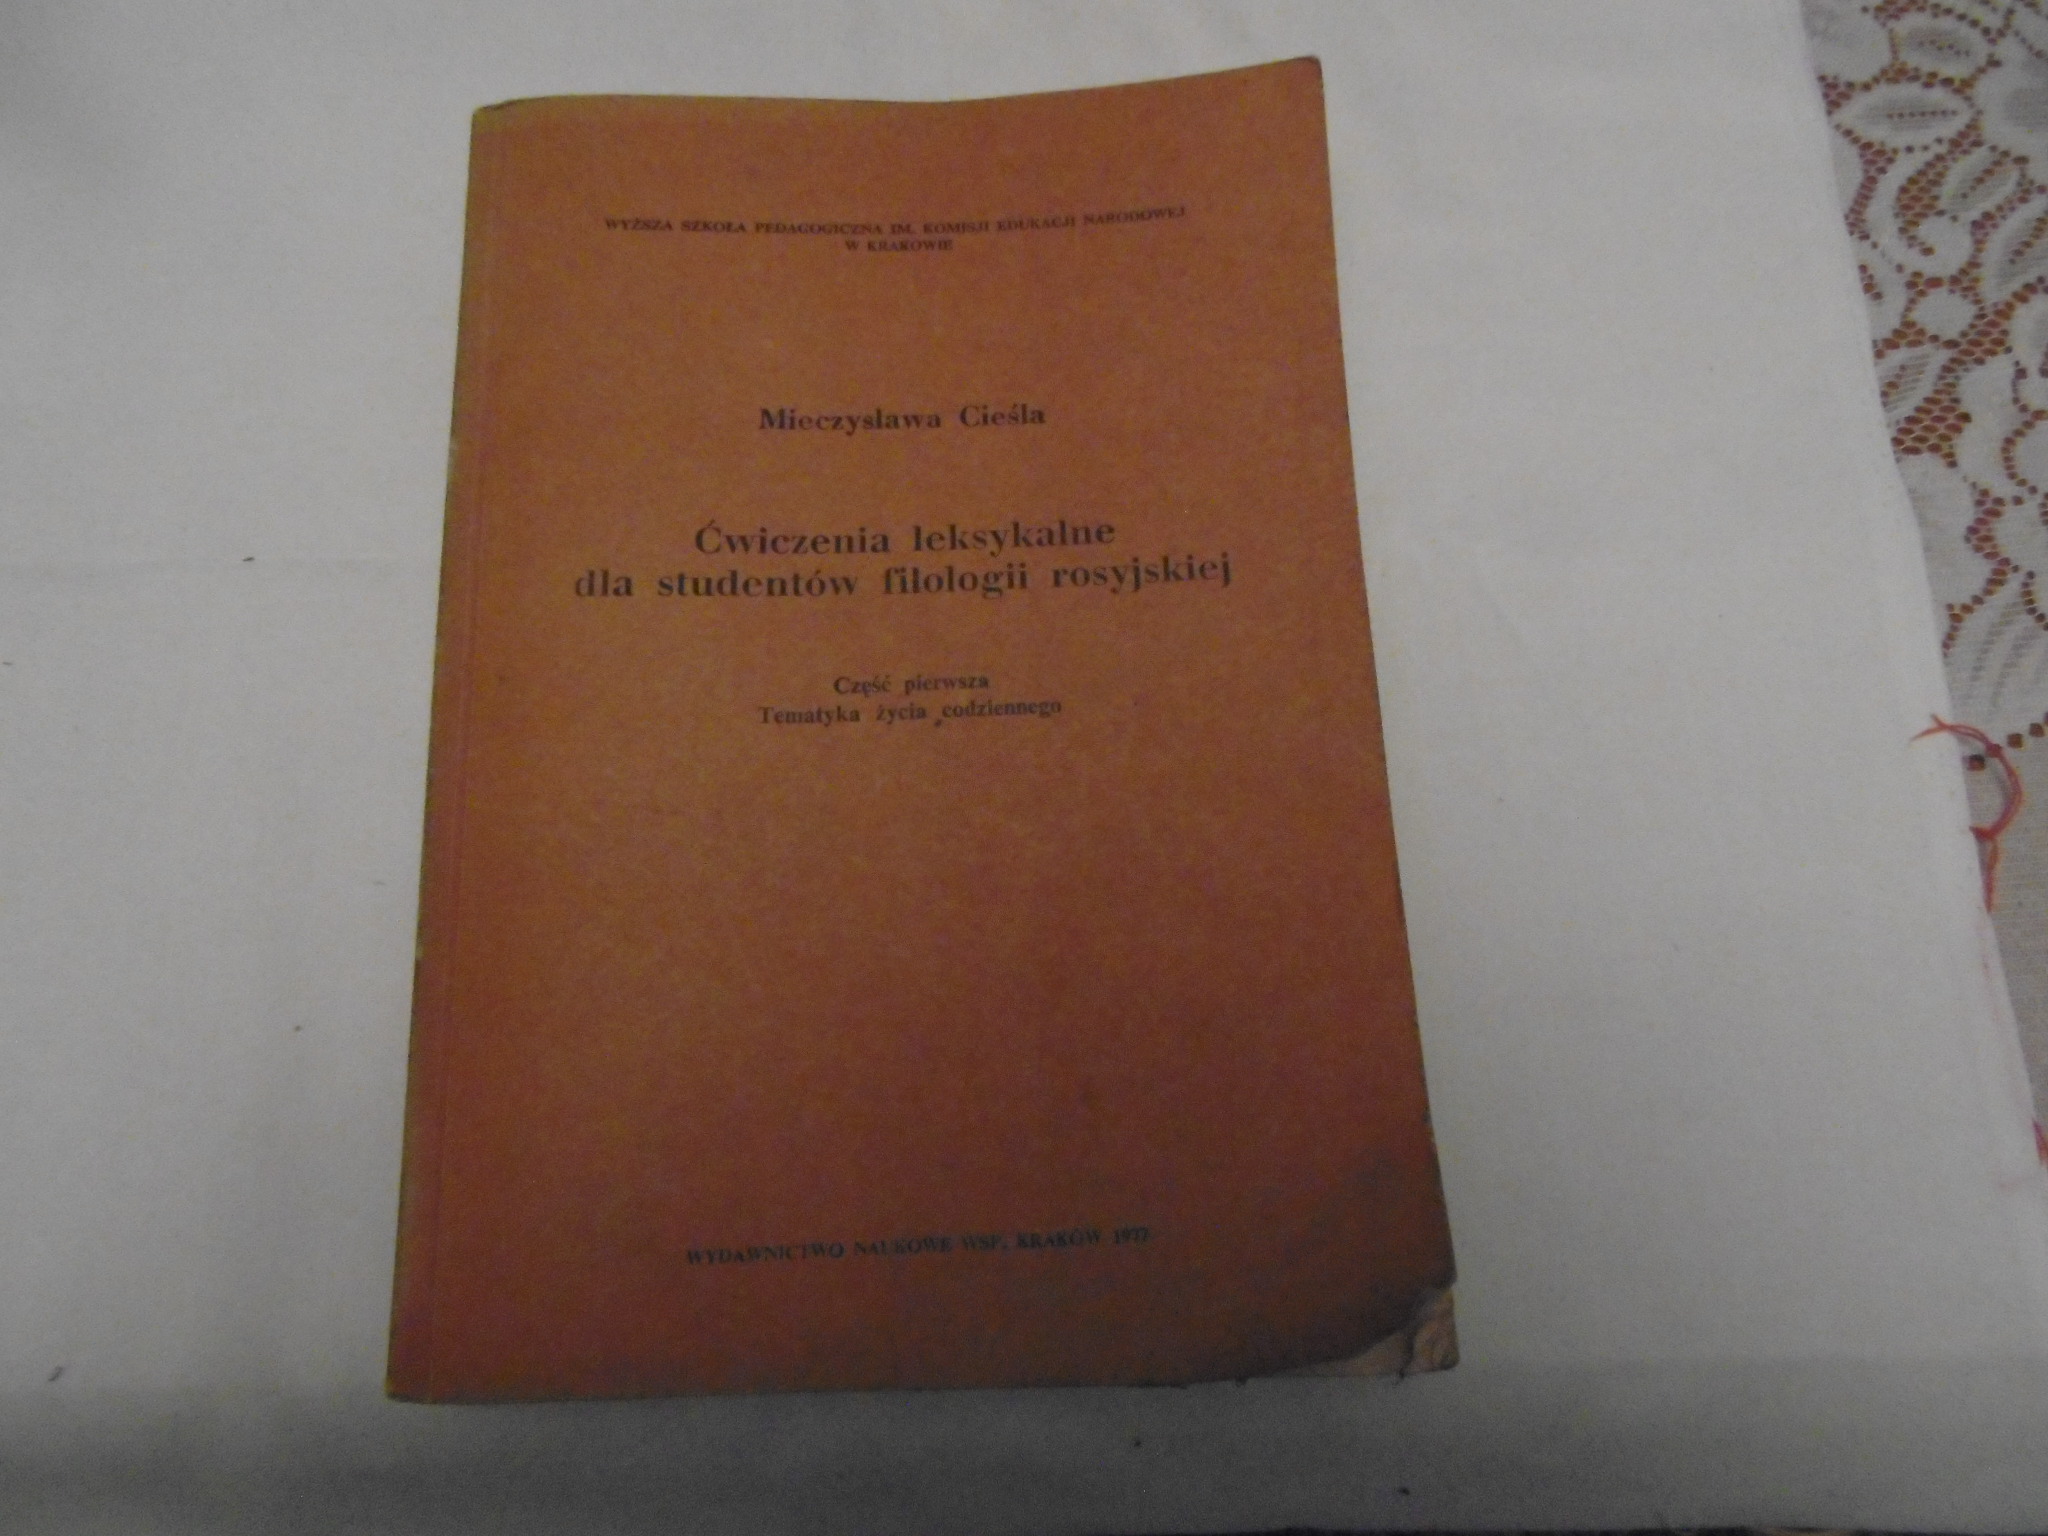 WYŻSZA SZKOŁA PEDAGOGICZNA IM. KOMISJI EDUKACJI NARODOWEJ
W KRAKOWIE
Mieczysława Cieśla
Ćwiczenia leksykalne
dla studentów filologii rosyjskiej
Część pierwsza
Tematyka życia codziennego
WYDAWNICTWO NAUKOWE WSP, KRAKÓW 1977